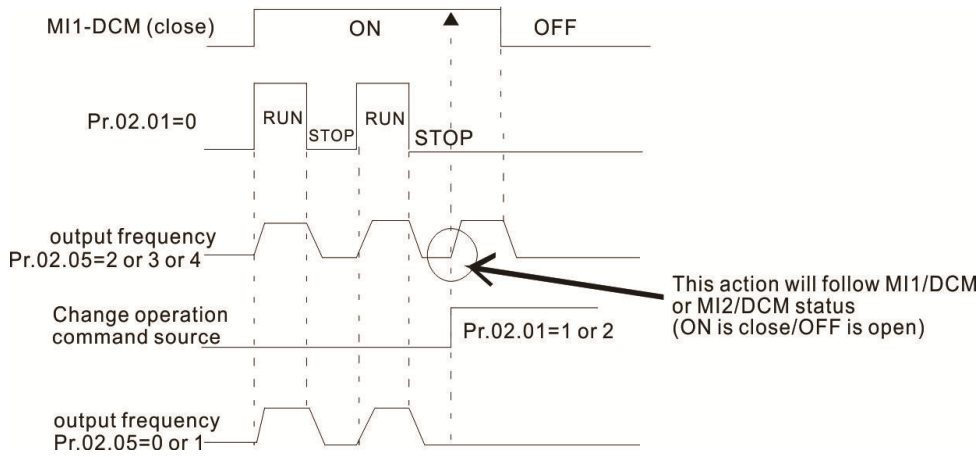 MI1-DCM (close)
ON
OFF
Pr.02.01=0
RUN
STOP
RUN
STOP
output frequency
Pr.02.05=2 or 3 or 4
This action will follow MI1/DCM
or MI2/DCM status
(ON is close/OFF is open)
Change operation
command source
Pr.02.01=1 or 2
output frequency
Pr.02.05=0 or 1